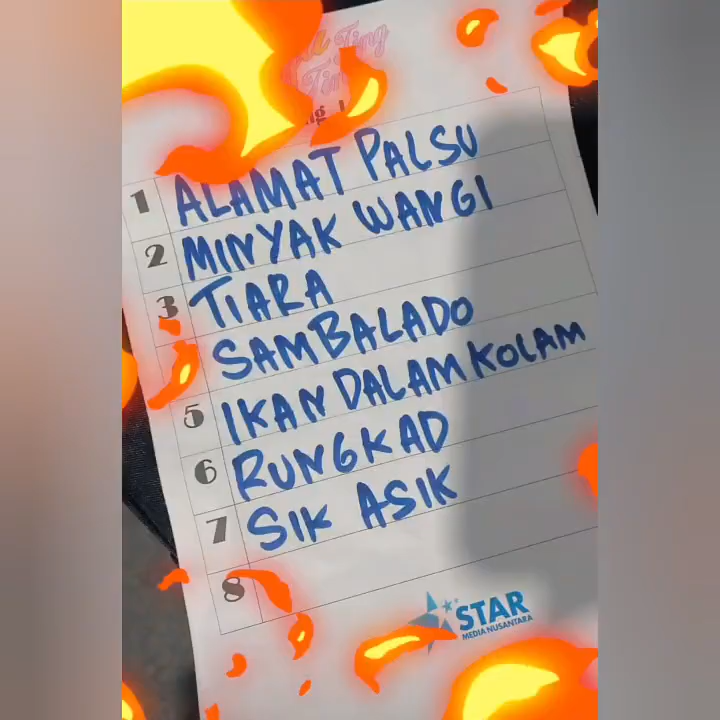 Ting
1 ALAMAT PALSU
2 MINYAK WANGI
3 TIARA
SAMBALADO
5 IKAN DALAM KOLAM
6 RUNGKAD
7 SIK ASIK
8
STAR
MEDIA NUSANTARA